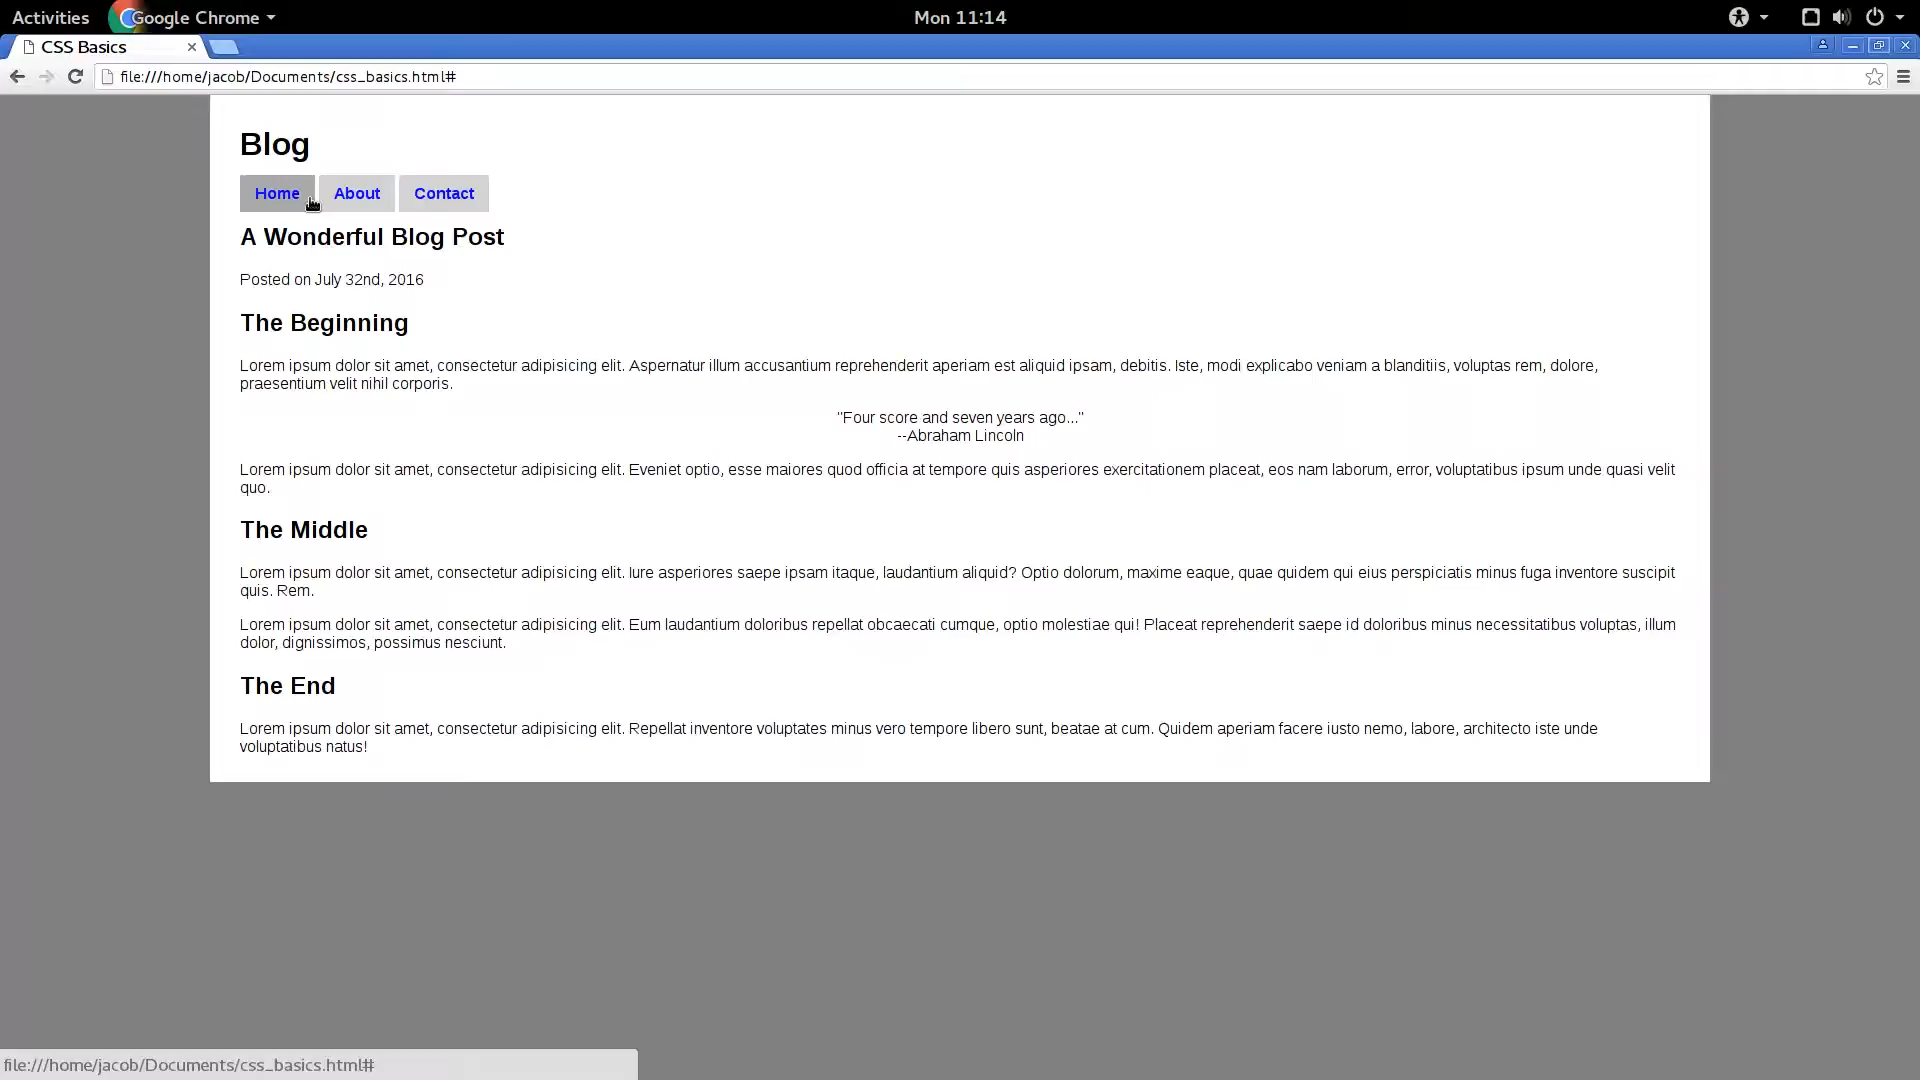 Activities Google Chrome Mon 11:14
CSS Basics
file:///home/jacob/Documents/css_basics.html#
Blog
Home About Contact
A Wonderful Blog Post
Posted on July 32nd, 2016
The Beginning
Lorem ipsum dolor sit amet, consectetur adipisicing elit. Aspernatur illum accusantium reprehenderit aperiam est aliquid ipsam, debitis. Iste, modi explicabo veniam a blanditiis, voluptas rem, dolore,
praesentium velit nihil corporis.
"Four score and seven years ago..."
--Abraham Lincoln
Lorem ipsum dolor sit amet, consectetur adipisicing elit. Eveniet optio, esse maiores quod officia at tempore quis asperiores exercitationem placeat, eos nam laborum, error, voluptatibus ipsum unde quasi velit
quo.
The Middle
Lorem ipsum dolor sit amet, consectetur adipisicing elit. Iure asperiores saepe ipsam itaque, laudantium aliquid? Optio dolorum, maxime eaque, quae quidem qui eius perspiciatis minus fuga inventore suscipit
quis. Rem.
Lorem ipsum dolor sit amet, consectetur adipisicing elit. Eum laudantium doloribus repellat obcaecati cumque, optio molestiae qui! Placeat reprehenderit saepe id doloribus minus necessitatibus voluptas, illum
dolor, dignissimos, possimus nesciunt.
The End
Lorem ipsum dolor sit amet, consectetur adipisicing elit. Repellat inventore voluptates minus vero tempore libero sunt, beatae at cum. Quidem aperiam facere iusto nemo, labore, architecto iste unde
voluptatibus natus!
file:///home/jacob/Documents/css_basics.html#